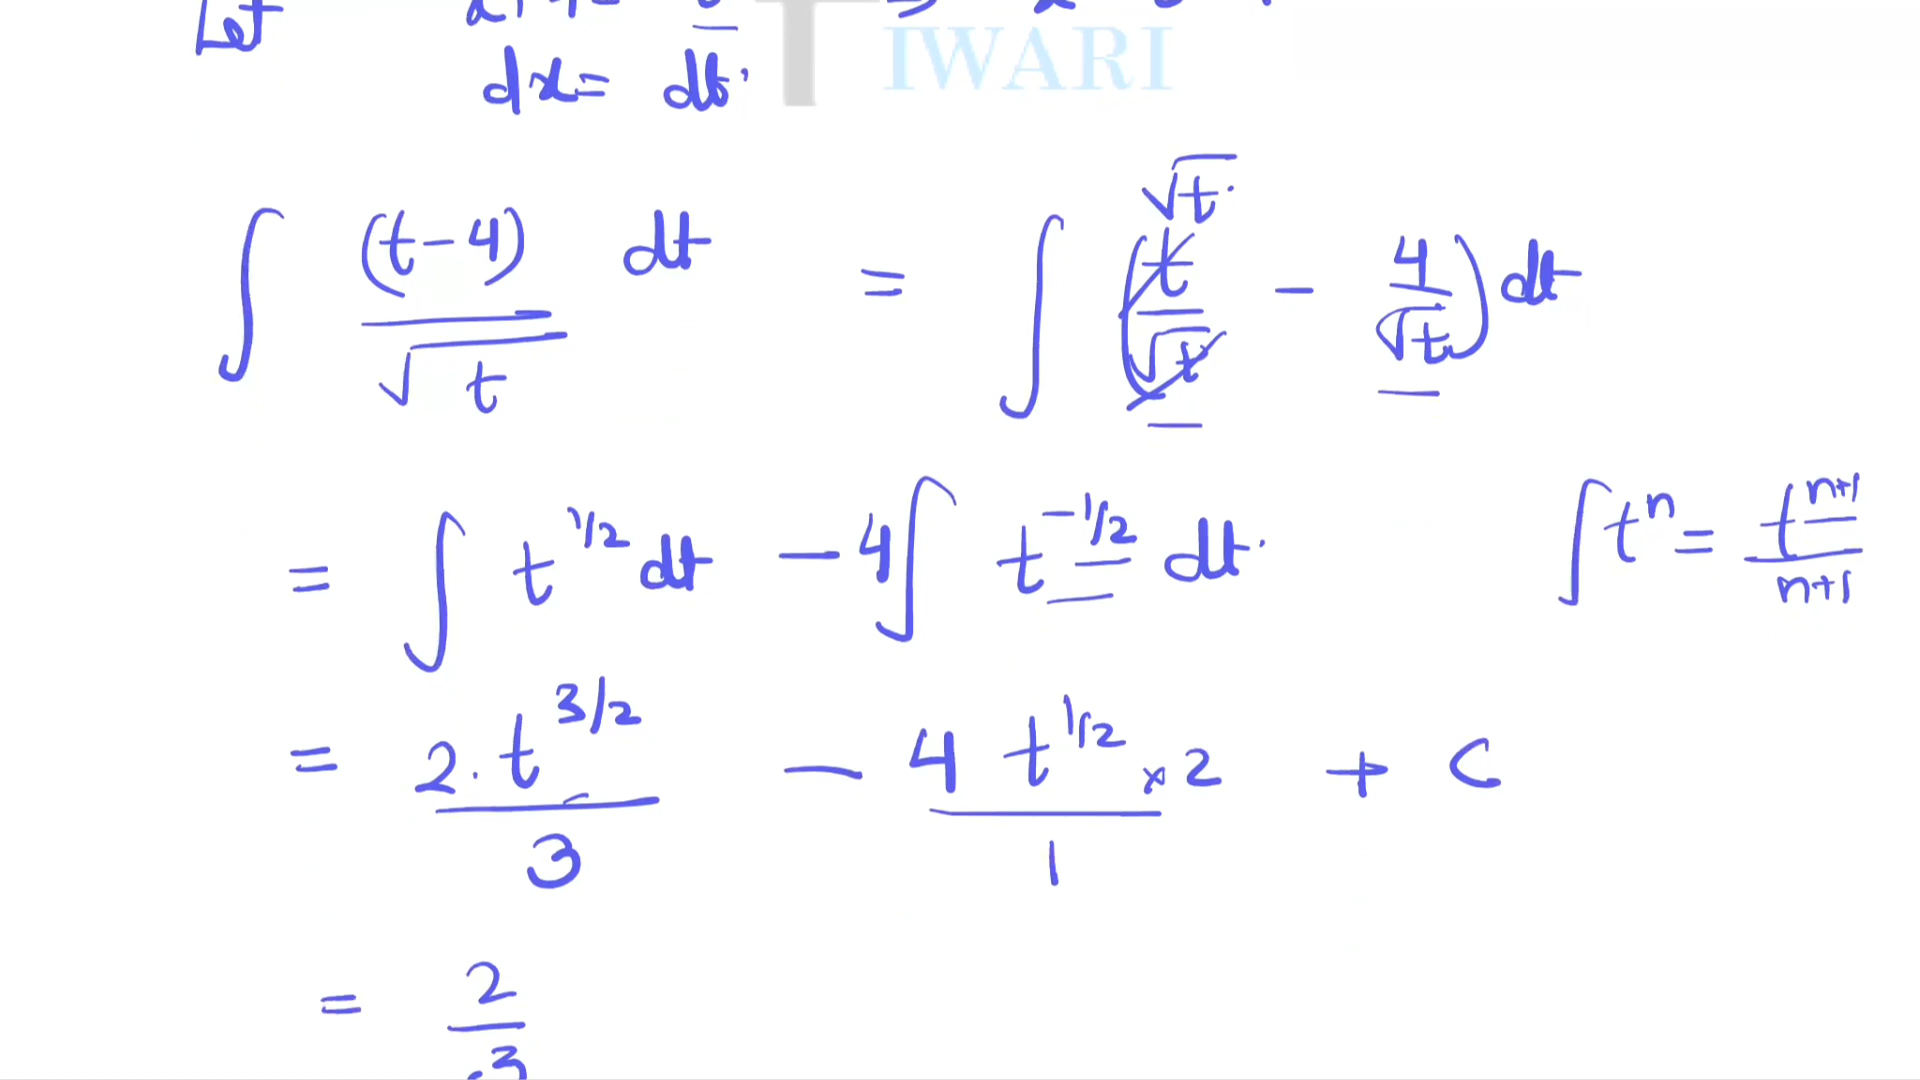 Let
IWARI
dx = dt.
∫ (t-4)/√t dt = ∫ (t/√t √t. - 4/√t) dt
= ∫ t^1/2 dt - 4 ∫ t^-1/2 dt. ∫ t^n = t^n+1/n+1
= 2.t^3/2 / 3 - 4 t^1/2 × 2 / 1 + c
= 2/3